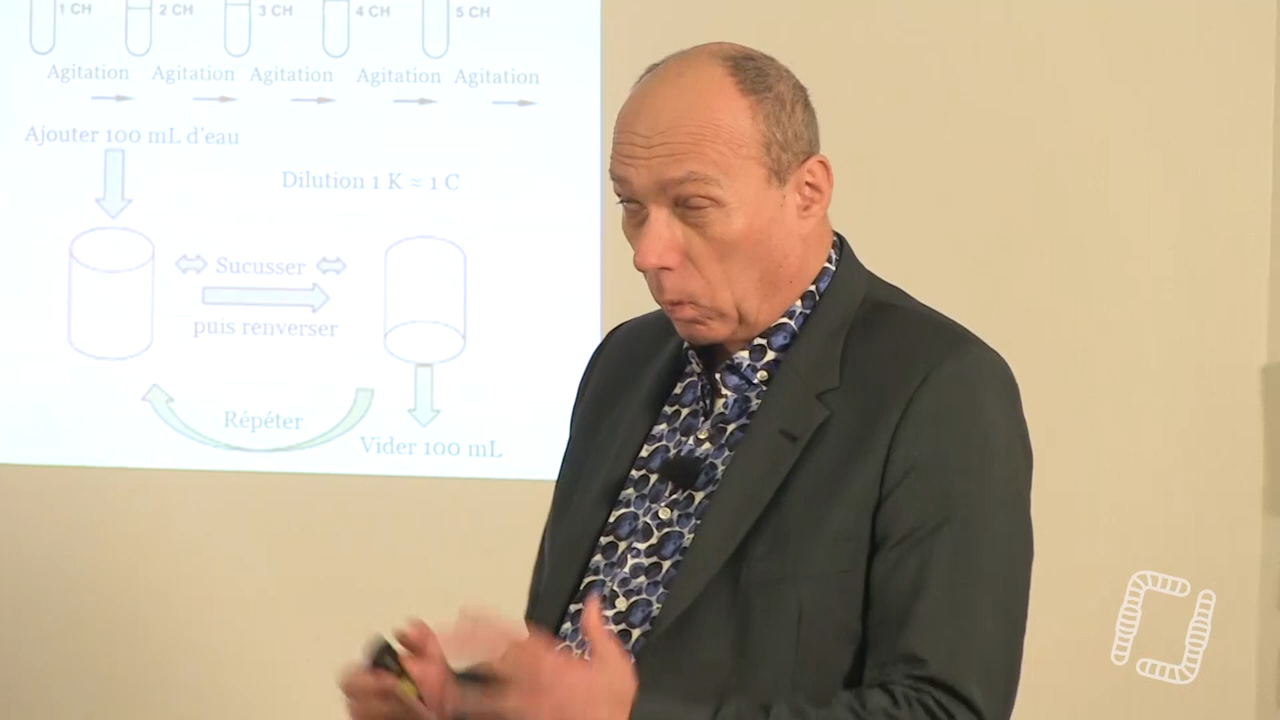 1 CH 2 CH 3 CH 4 CH 5 CH
Agitation Agitation Agitation Agitation Agitation
Ajouter 100 mL d'eau
Dilution 1 K ≈ 1 C
Sucusser
puis renverser
Répéter
Vider 100 mL